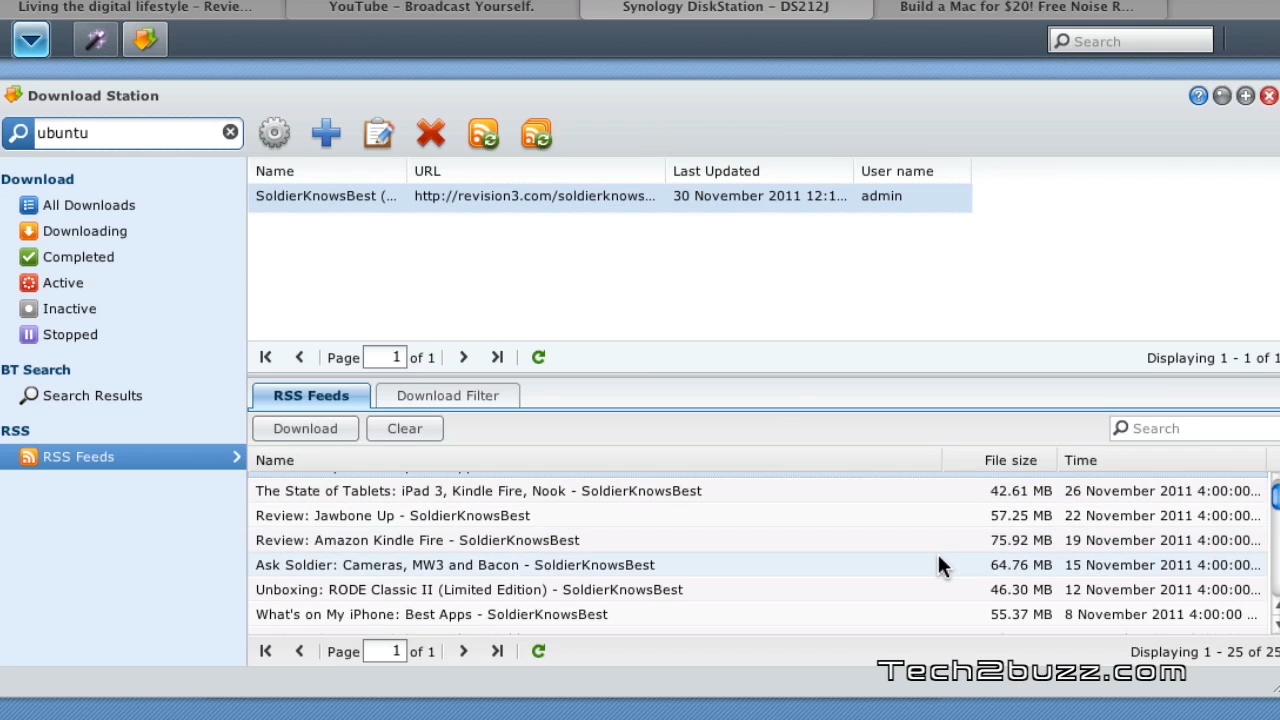 Living the digital lifestyle – Revie... YouTube – Broadcast Yourself. Synology DiskStation – DS212J Build a Mac for $20! Free Noise R...
Search
Download Station
ubuntu
Name URL Last Updated User name
SoldierKnowsBest (... http://revision3.com/soldierknows... 30 November 2011 12:1... admin
Download
All Downloads
Downloading
Completed
Active
Inactive
Stopped
Page 1 of 1 Displaying 1 - 1 of 1
BT Search
Search Results
RSS
RSS Feeds
RSS Feeds Download Filter
Download Clear Search
Name File size Time
The State of Tablets: iPad 3, Kindle Fire, Nook - SoldierKnowsBest 42.61 MB 26 November 2011 4:00:00...
Review: Jawbone Up - SoldierKnowsBest 57.25 MB 22 November 2011 4:00:00...
Review: Amazon Kindle Fire - SoldierKnowsBest 75.92 MB 19 November 2011 4:00:00...
Ask Soldier: Cameras, MW3 and Bacon - SoldierKnowsBest 64.76 MB 15 November 2011 4:00:00...
Unboxing: RODE Classic II (Limited Edition) - SoldierKnowsBest 46.30 MB 12 November 2011 4:00:00...
What's on My iPhone: Best Apps - SoldierKnowsBest 55.37 MB 8 November 2011 4:00:00 ...
Page 1 of 1 Displaying 1 - 25 of 25
Tech2buzz.com